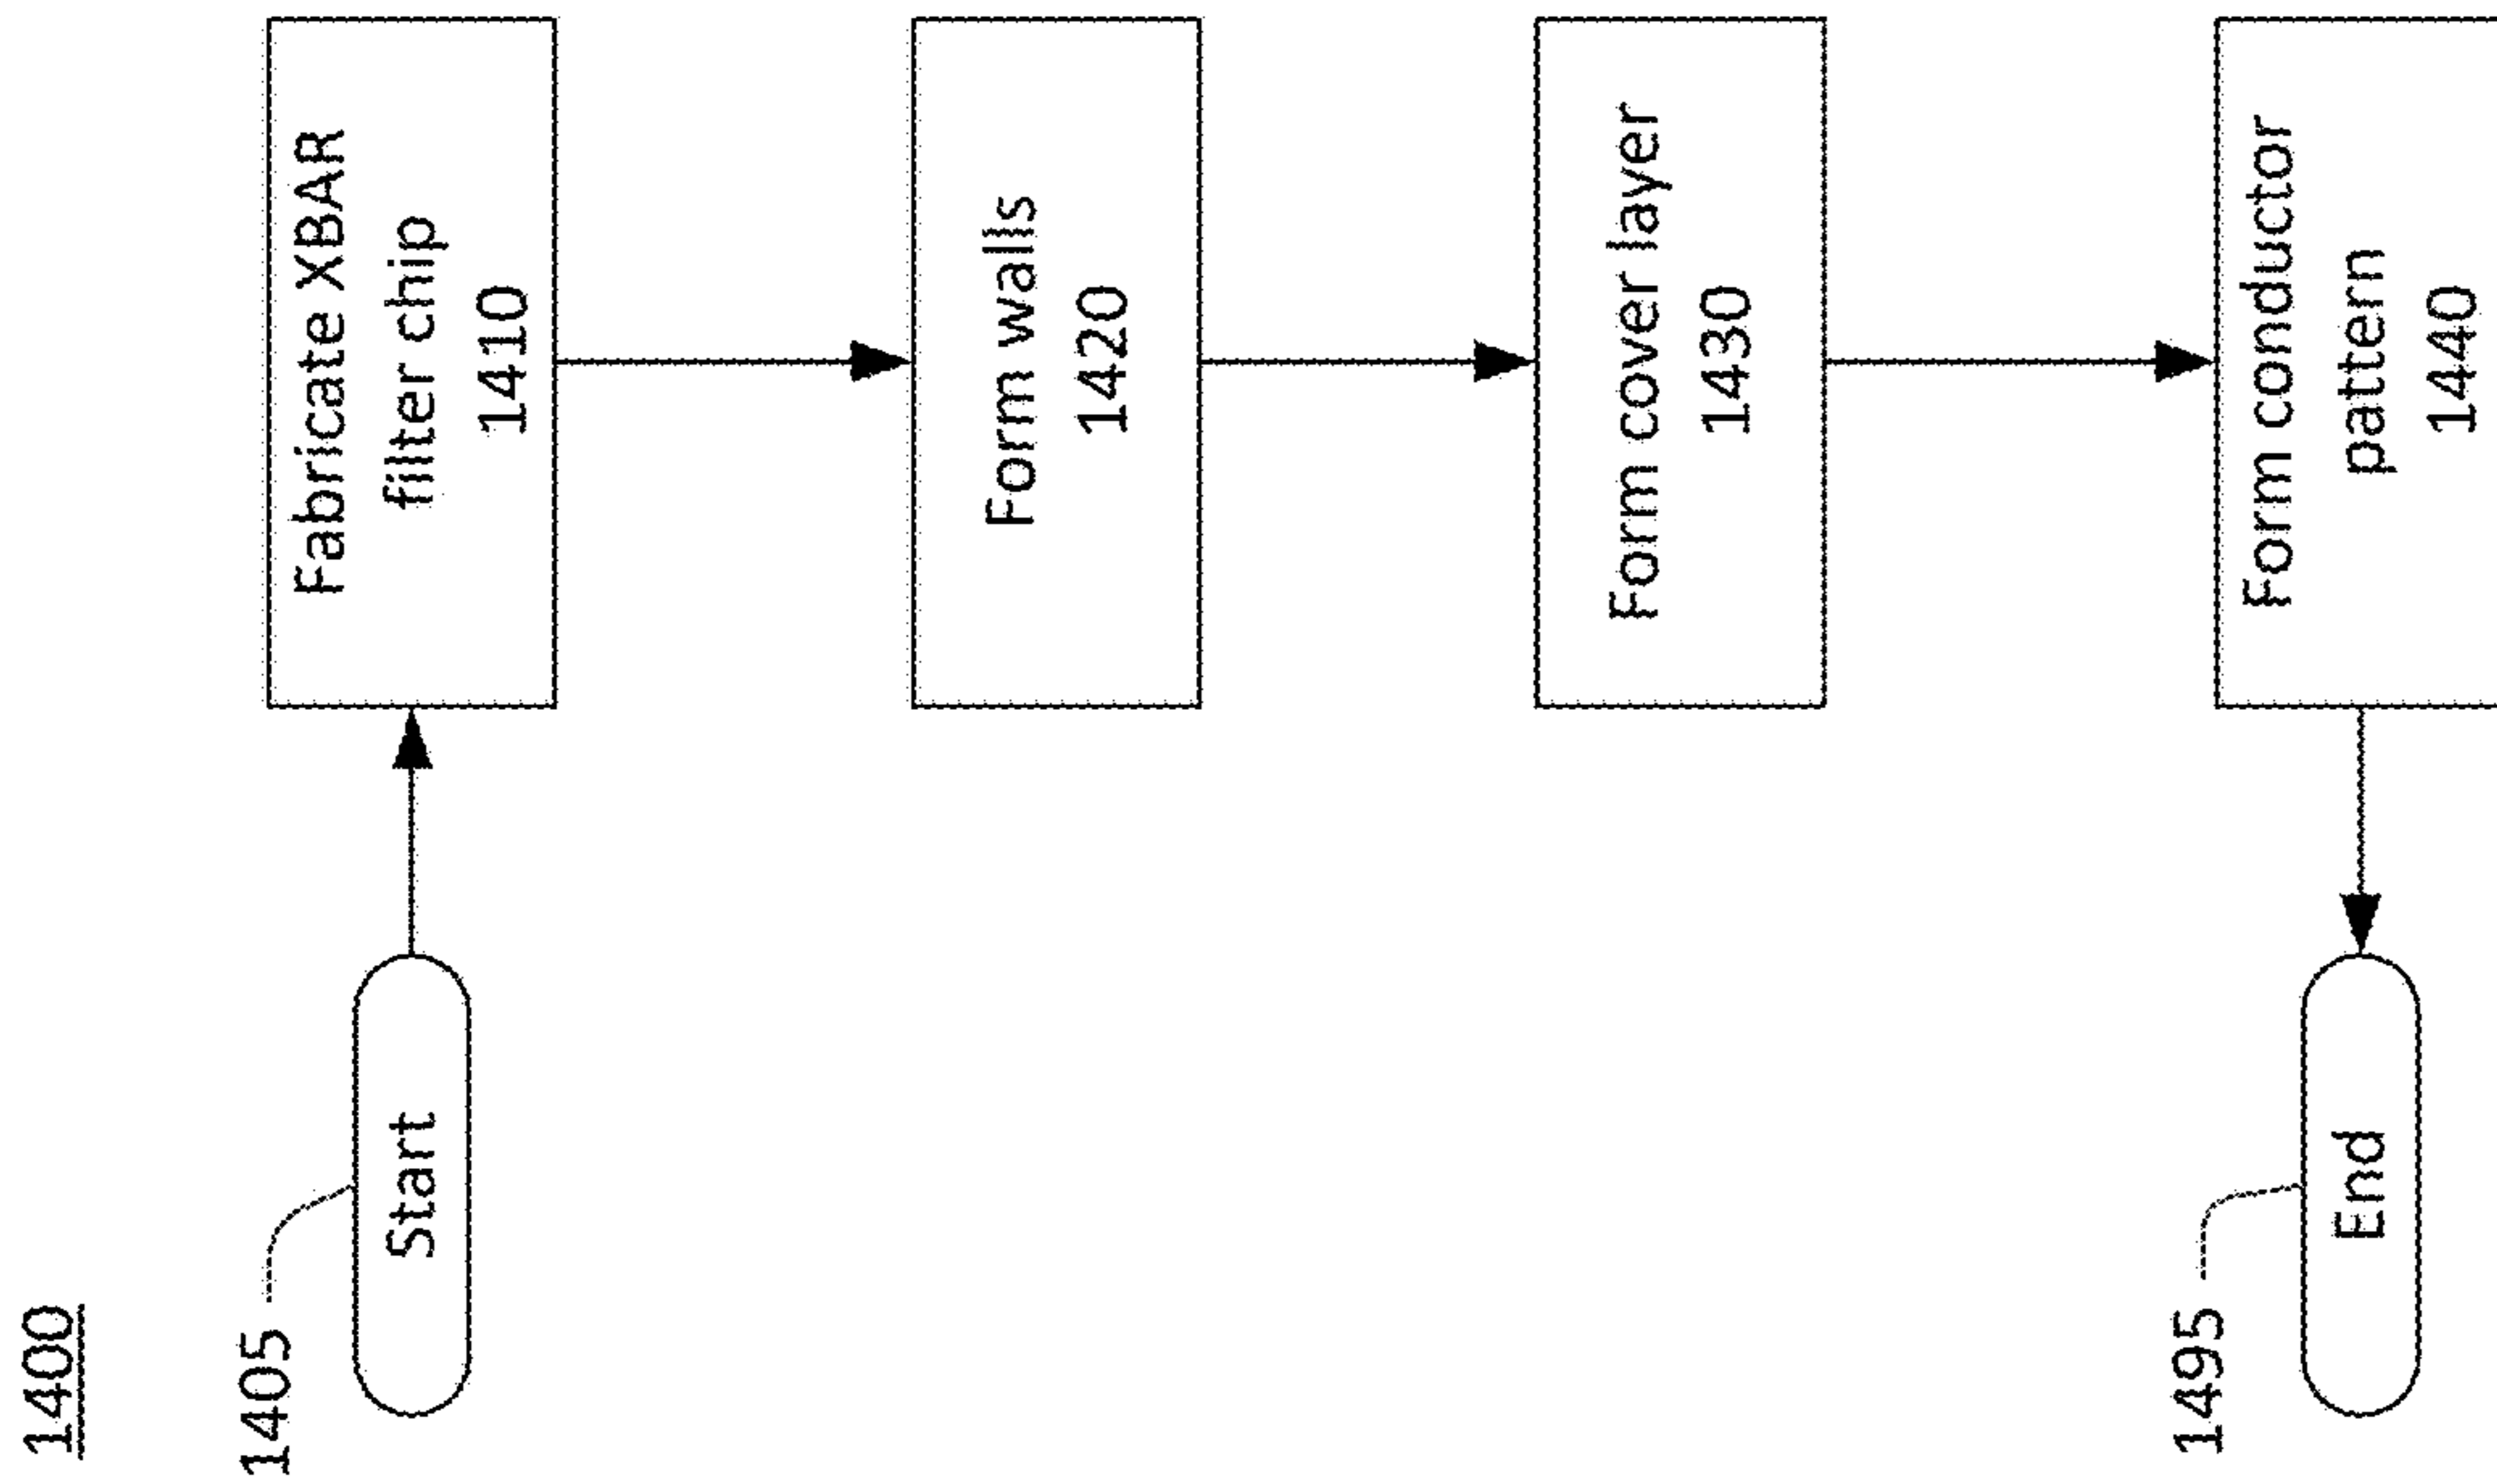 1400
1405
Start
Fabricate XBAR
filter chip
1410
Form walls
1420
Form cover layer
1430
Form conductor
pattern
1440
1495
End